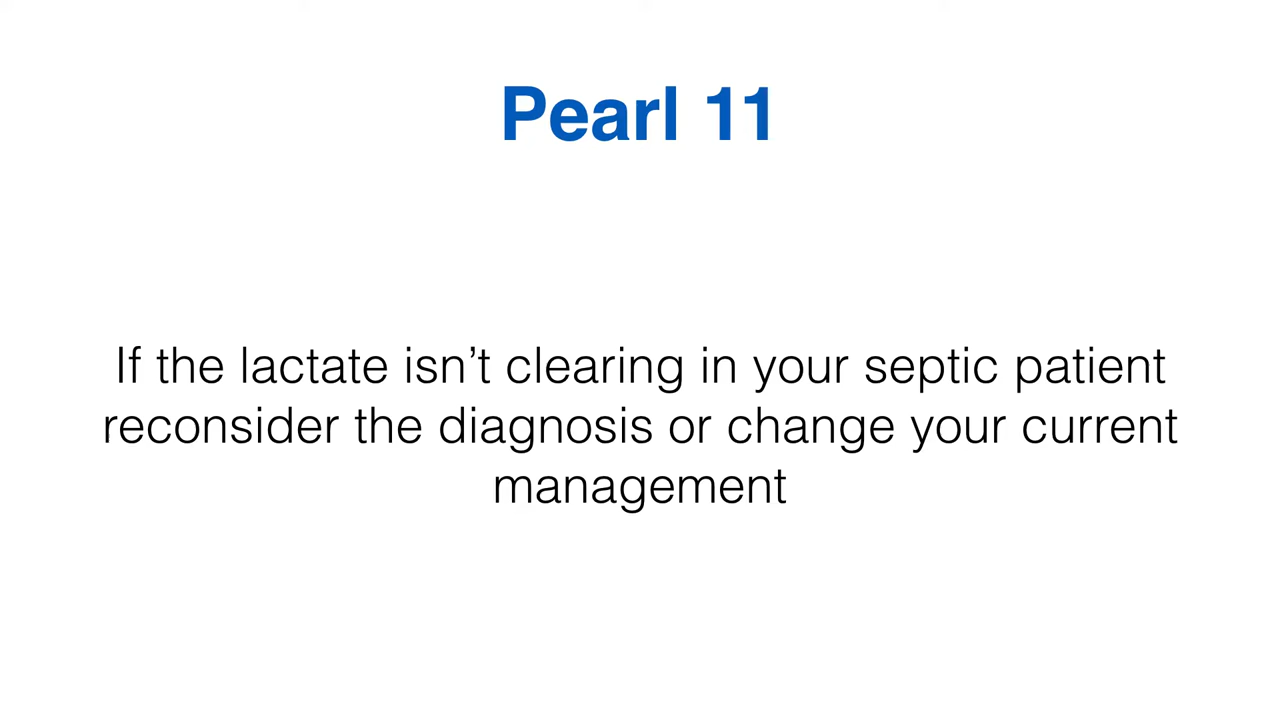 Pearl 11
If the lactate isn’t clearing in your septic patient
reconsider the diagnosis or change your current
management